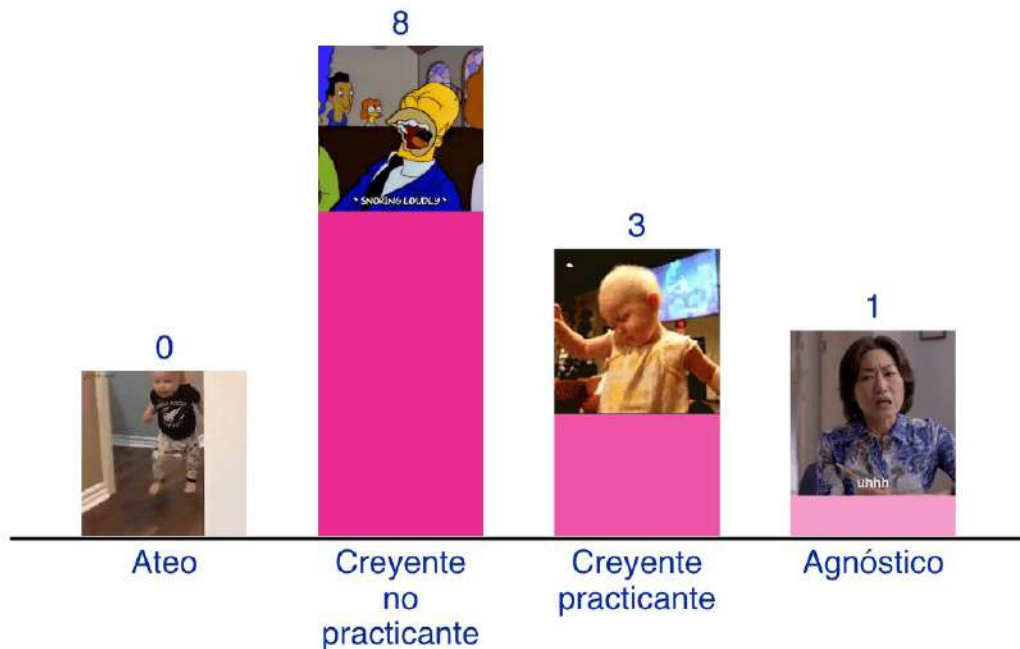 8
* SNORING LOUDLY *
3
1
uhhh
0
Ateo
Creyente
no
practicante
Creyente
practicante
Agnóstico